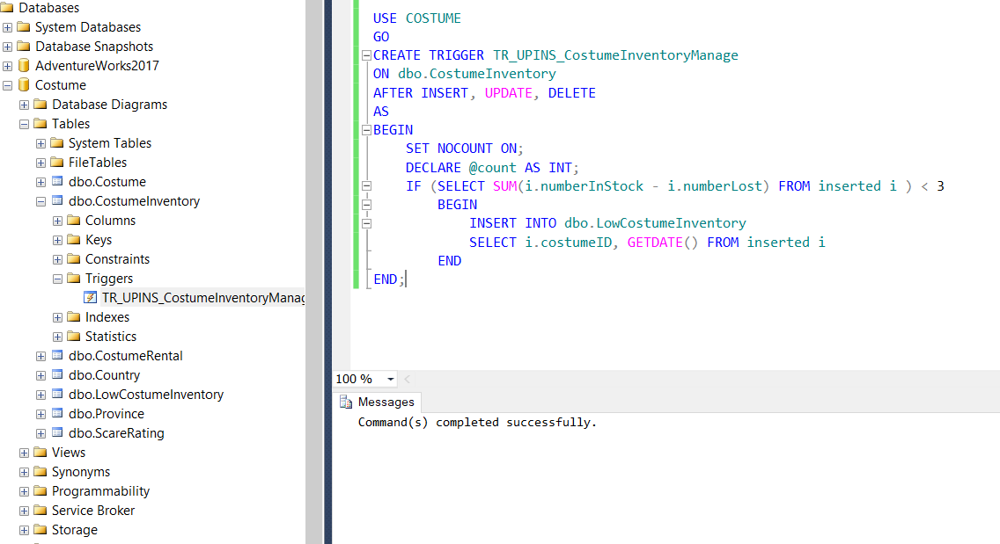 Databases
System Databases
Database Snapshots
AdventureWorks2017
Costume
Database Diagrams
Tables
System Tables
FileTables
dbo.Costume
dbo.CostumeInventory
Columns
Keys
Constraints
Triggers
TR_UPINS_CostumeInventoryManag
Indexes
Statistics
dbo.CostumeRental
dbo.Country
dbo.LowCostumeInventory
dbo.Province
dbo.ScareRating
Views
Synonyms
Programmability
Service Broker
Storage
USE COSTUME
GO
CREATE TRIGGER TR_UPINS_CostumeInventoryManage
ON dbo.CostumeInventory
AFTER INSERT, UPDATE, DELETE
AS
BEGIN
SET NOCOUNT ON;
DECLARE @count AS INT;
IF (SELECT SUM(i.numberInStock - i.numberLost) FROM inserted i ) < 3
BEGIN
INSERT INTO dbo.LowCostumeInventory
SELECT i.costumeID, GETDATE() FROM inserted i
END
END;
100 %
Messages
Command(s) completed successfully.